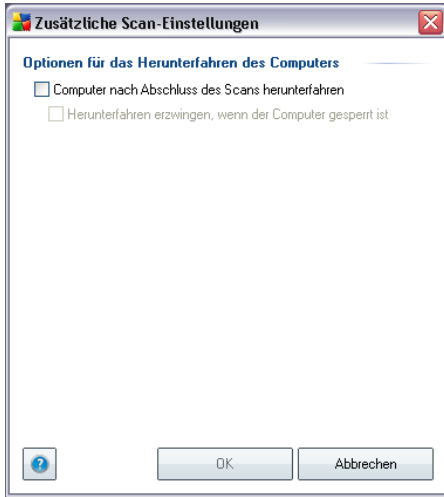 Zusätzliche Scan-Einstellungen
Optionen für das Herunterfahren des Computers
Computer nach Abschluss des Scans herunterfahren
Herunterfahren erzwingen, wenn der Computer gesperrt ist
?
OK
Abbrechen